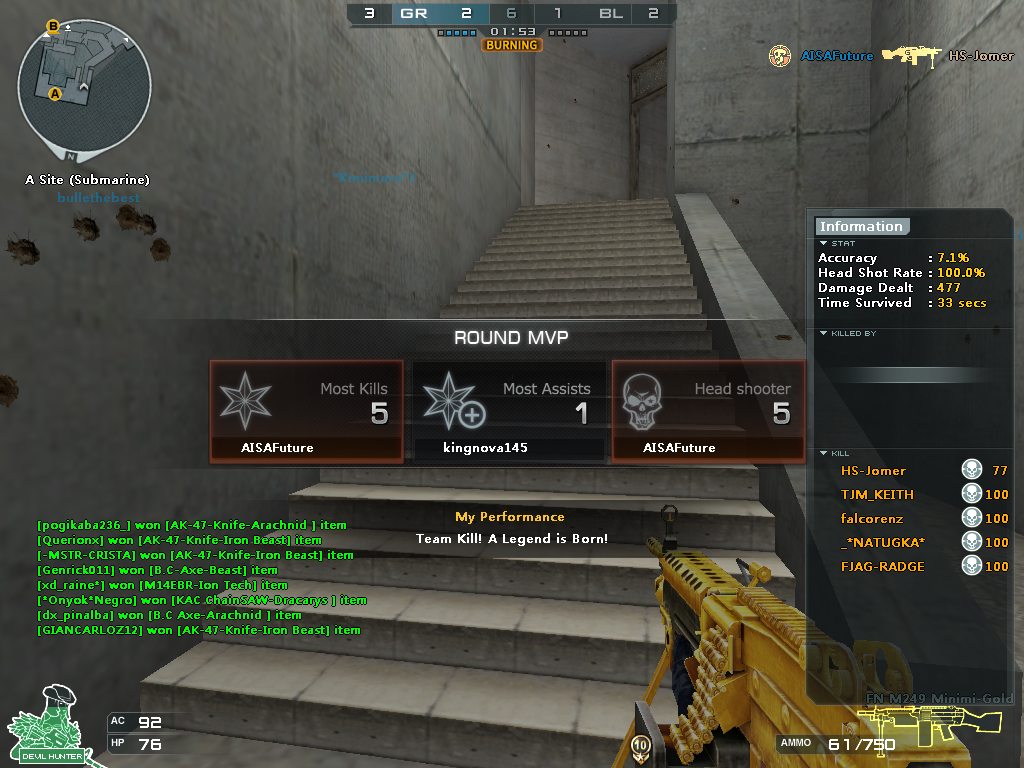 3 GR 2 6 1 BL 2
01:53
BURNING
B
A
N
A Site (Submarine)
bullethebest
AISAFuture HS-Jomer
Information
STAT
Accuracy : 7.1%
Head Shot Rate : 100.0%
Damage Dealt : 477
Time Survived : 33 secs
KILLED BY
ROUND MVP
Most Kills
5
AISAFuture
Most Assists
1
kingnova145
Head shooter
5
AISAFuture
KILL
HS-Jomer 77
TJM_KEITH 100
falcorenz 100
_*NATUGKA* 100
FJAG-RADGE 100
My Performance
Team Kill! A Legend is Born!
[pogikaba236_] won [AK-47-Knife-Arachnid ] item
[Querionx] won [AK-47-Knife-Iron Beast] item
[-MSTR-CRISTA] won [AK-47-Knife-Iron Beast] item
[Genrick011] won [B.C-Axe-Beast] item
[xd_raine*] won [M14EBR-Ion Tech] item
[*Onyok*Negro] won [KAC ChainSAW-Dracarys ] item
[dx_pinalba] won [B.C Axe-Arachnid ] item
[GIANCARLOZ12] won [AK-47-Knife-Iron Beast] item
FN M249 Minimi-Gold
DEVIL HUNTER
AC 92
HP 76
10
AMMO 61/750